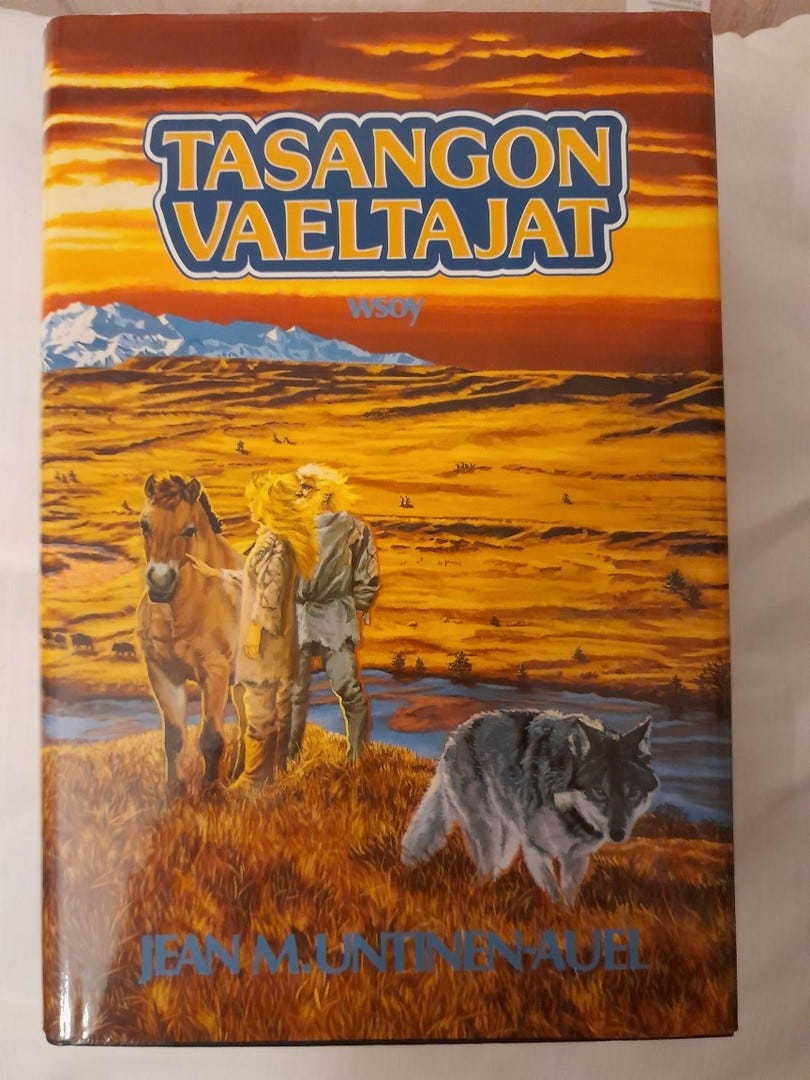 TASANGON
VAELTAJAT
wsoy
JEAN M. UNTINEN-AUEL